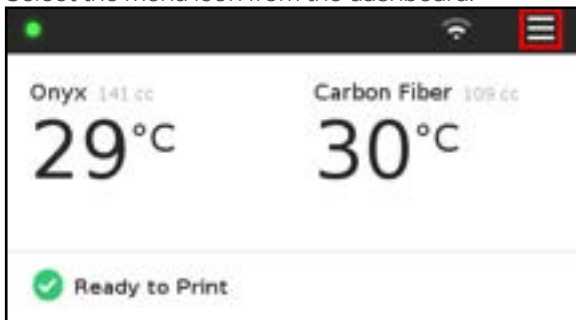 Select the menu icon from the dashboard.
Onyx 141 cc Carbon Fiber 109 cc
29°C 30°C
Ready to Print